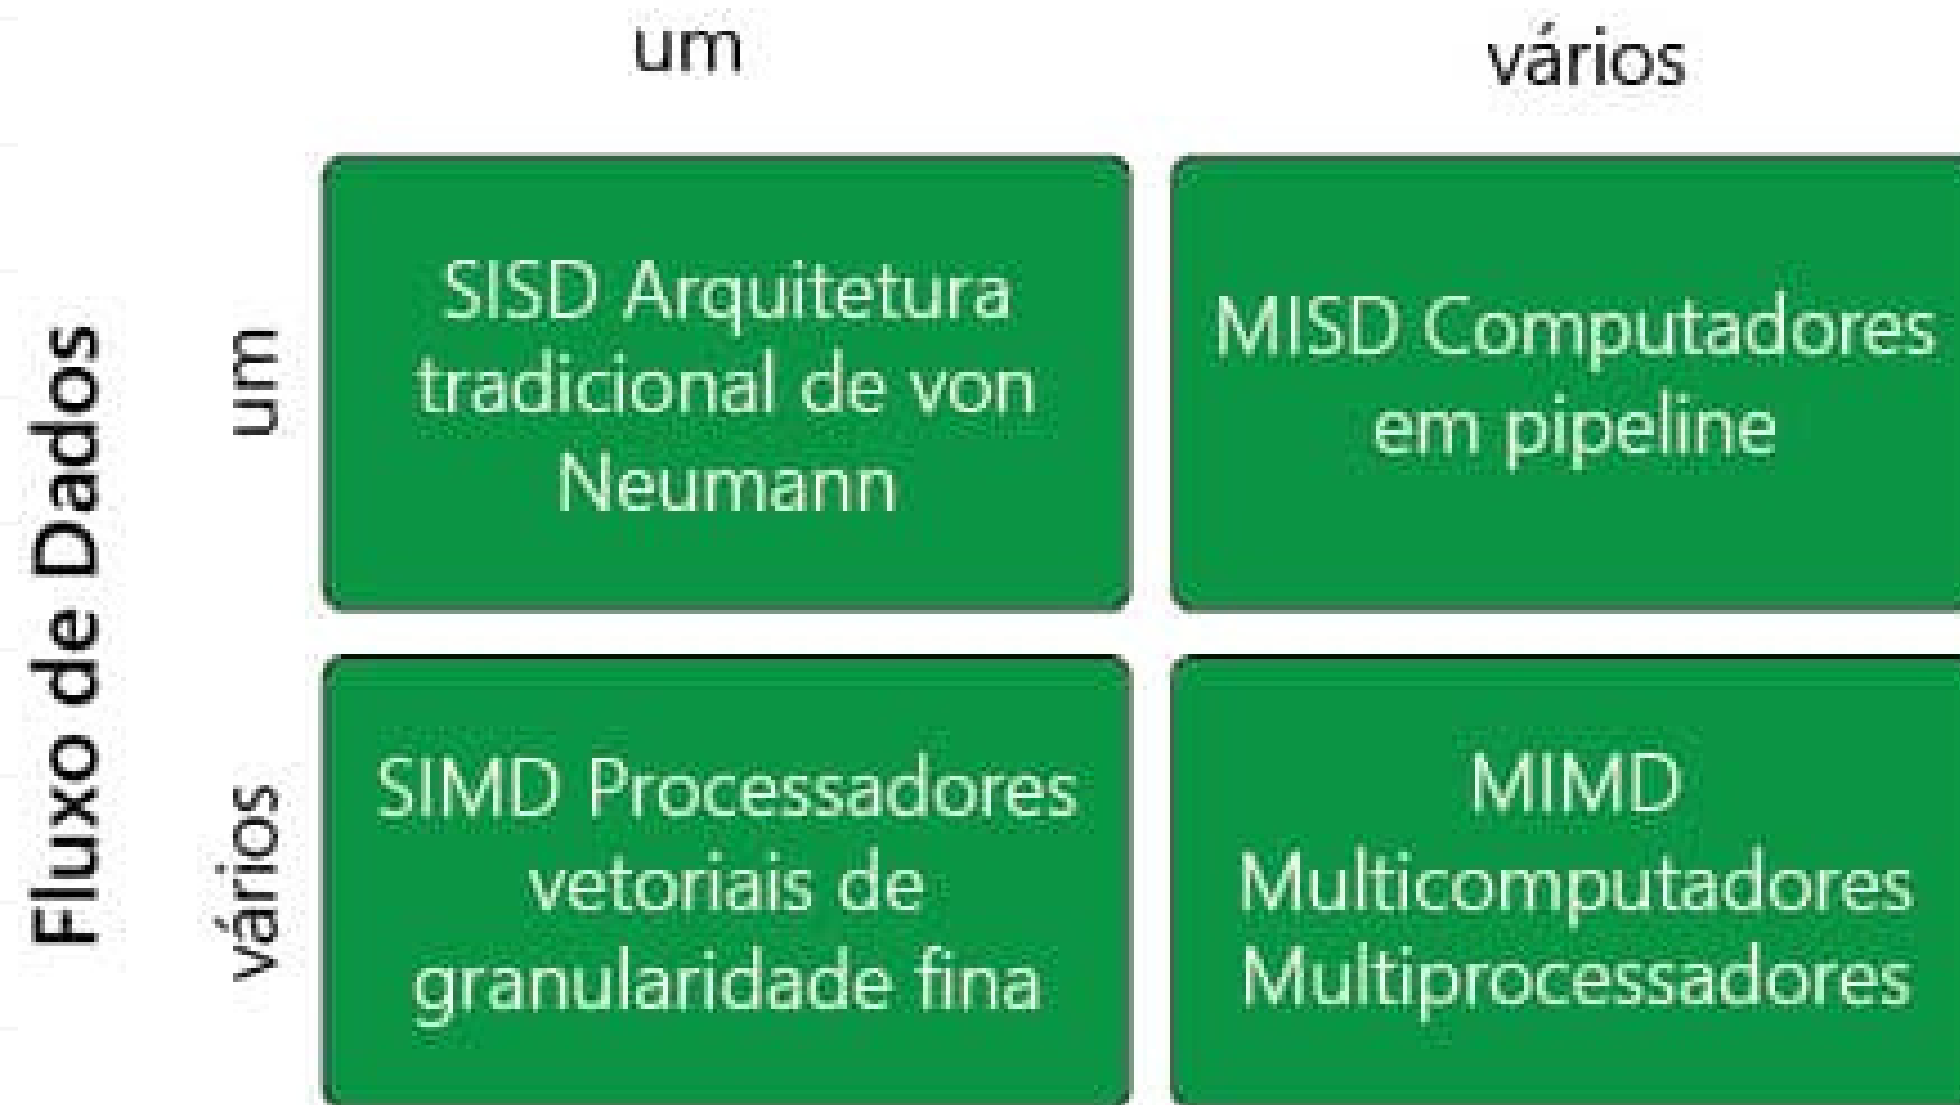 um
vários
Fluxo de Dados
um
SISD Arquitetura
tradicional de von
Neumann
MISD Computadores
em pipeline
vários
SIMD Processadores
vetoriais de
granularidade fina
MIMD
Multicomputadores
Multiprocessadores